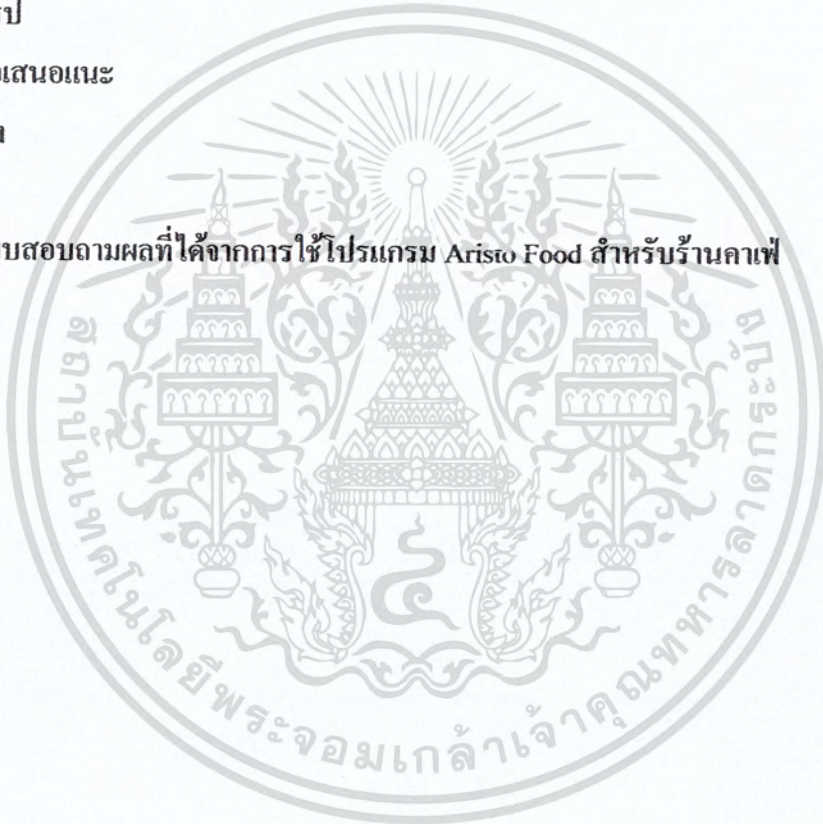 เสนอแนะ
บสอบถามผลที่ได้จากการใช้โปรแกรม Aristo Food สำหรับร้านคาเฟ่
สถาบันเทคโนโลยีพระจอมเกล้าเจ้าคุณทหารลาดกระบัง